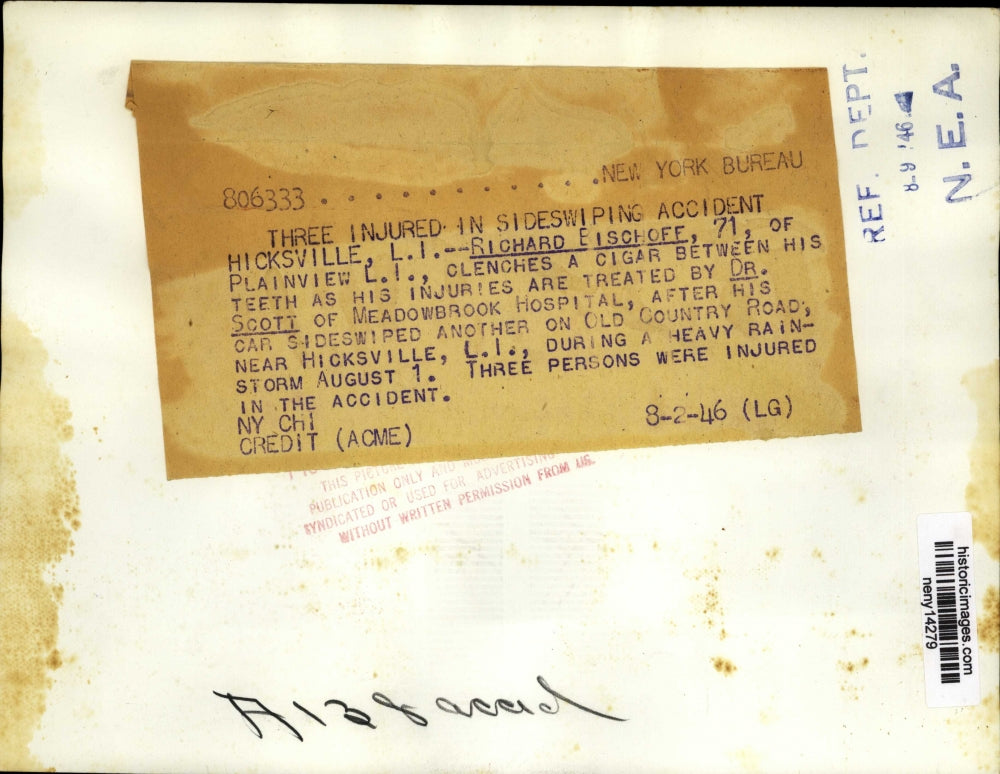 806333 . . . . . . . . . . . . NEW YORK BUREAU
THREE INJURED IN SIDESWIPING ACCIDENT
HICKSVILLE, L.I.--RICHARD BISCHOFF, 71, OF
PLAINVIEW L.I., CLENCHES A CIGAR BETWEEN HIS
TEETH AS HIS INJURIES ARE TREATED BY DR.
SCOTT OF MEADOWBROOK HOSPITAL, AFTER HIS
CAR SIDESWIPED ANOTHER ON OLD COUNTRY ROAD,
NEAR HICKSVILLE, L.I., DURING A HEAVY RAIN-
STORM AUGUST 1. THREE PERSONS WERE INJURED
IN THE ACCIDENT.
NY CHI
CREDIT (ACME) 8-2-46 (LG)
THIS PICTURE
PUBLICATION ONLY AND
SYNDICATED OR USED FOR ADVERTISING
WITHOUT WRITTEN PERMISSION FROM US.
REF. DEPT.
8-9 '46
N.E.A.
historicimages.com
neny14279